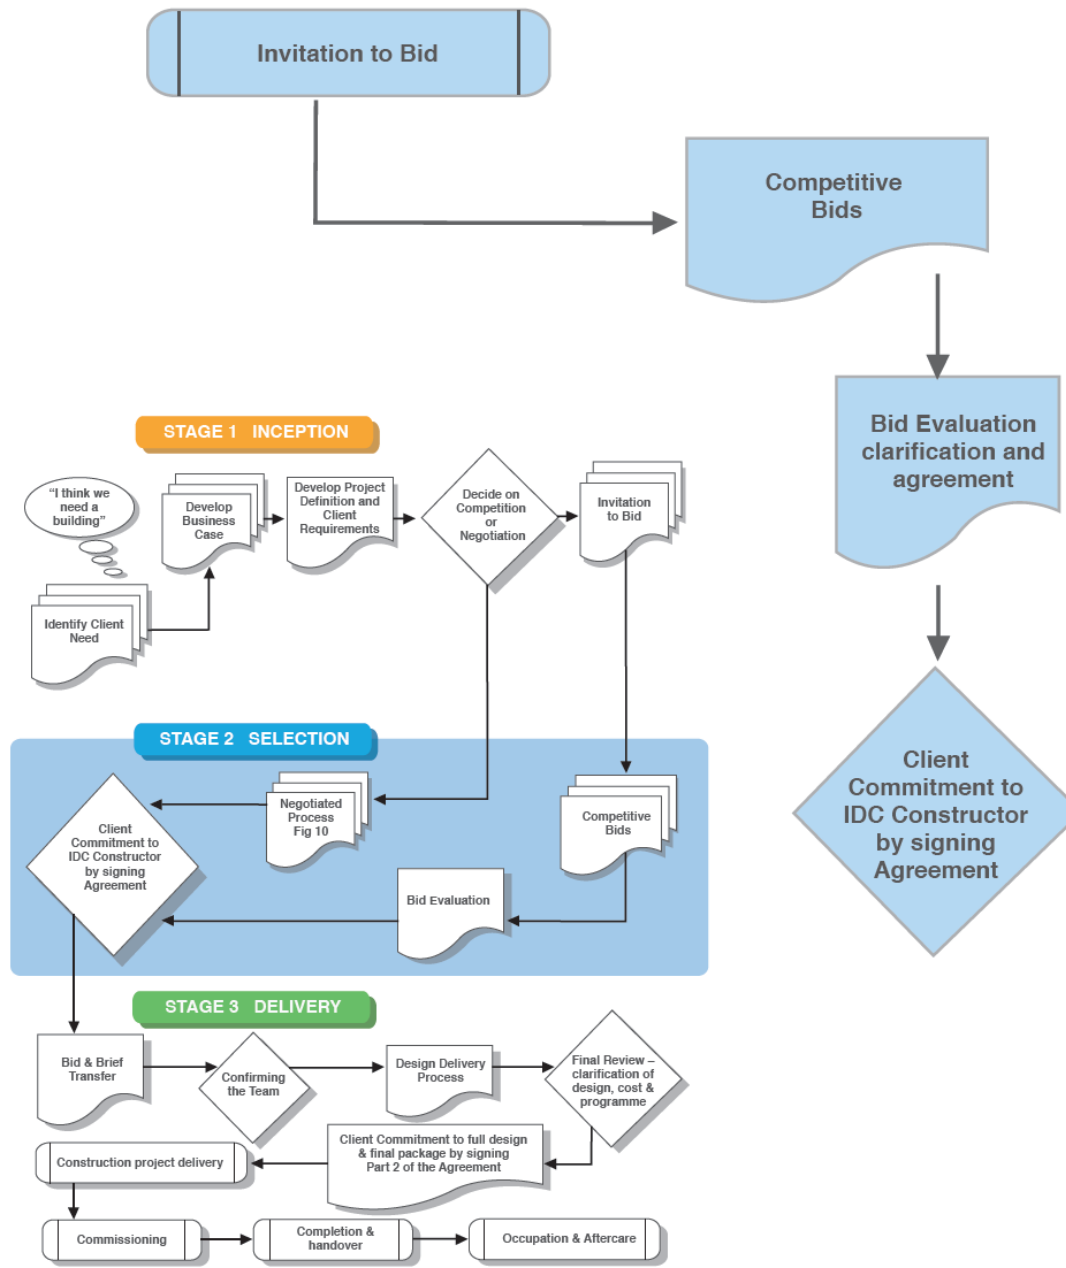 Invitation to Bid
Competitive
Bids
Bid Evaluation
clarification and
agreement
Client
Commitment to
IDC Constructor
by signing
Agreement
STAGE 1 INCEPTION
“I think we
need a
building”
Identify Client
Need
Develop
Business
Case
Develop Project
Definition and
Client
Requirements
Decide on
Competition
or
Negotiation
Invitation
to Bid
STAGE 2 SELECTION
Client
Commitment to
IDC Constructor
by signing
Agreement
Negotiated
Process
Fig 10
Competitive
Bids
Bid Evaluation
STAGE 3 DELIVERY
Bid & Brief
Transfer
Confirming
the Team
Design Delivery
Process
Final Review –
clarification of
design, cost &
programme
Client Commitment to full design
& final package by signing
Part 2 of the Agreement
Construction project delivery
Commissioning
Completion &
handover
Occupation & Aftercare